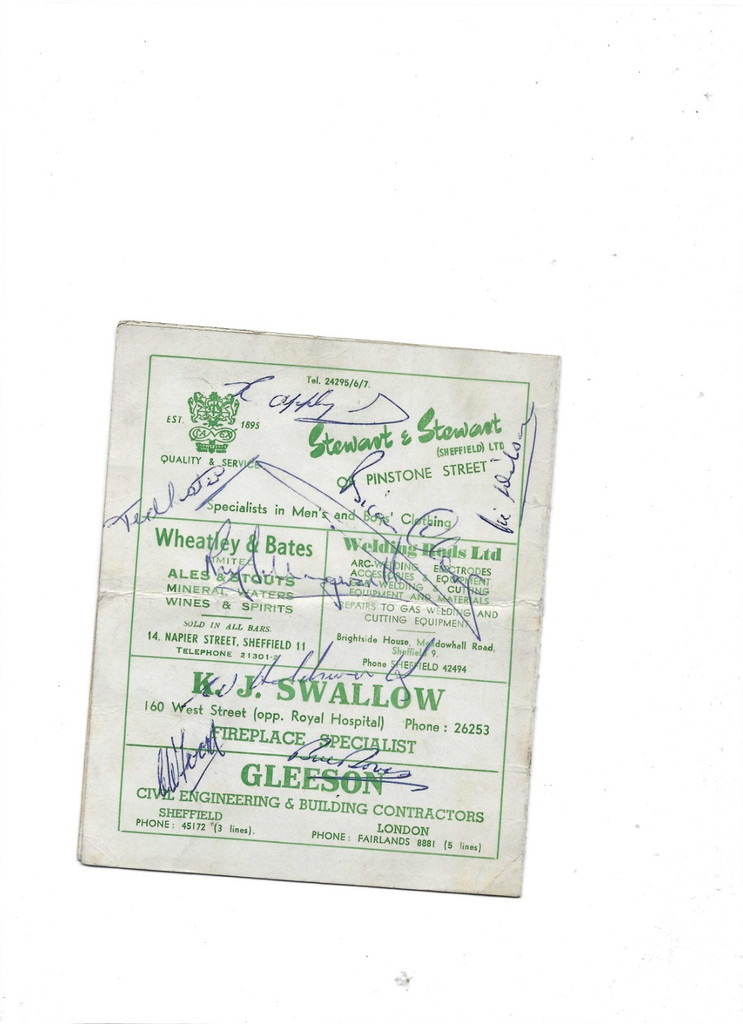 Tel. 24295/6/7.
EST. 1895
QUALITY & SERVICE
Stewart & Stewart
(SHEFFIELD) LTD
OF PINSTONE STREET
Specialists in Men's and Boys' Clothing
Wheatley & Bates
LIMITED
ALES & STOUTS
MINERAL WATERS
WINES & SPIRITS
SOLD IN ALL BARS.
14, NAPIER STREET, SHEFFIELD 11
TELEPHONE 21301-2
Welding Rods Ltd
ARC-WELDING ELECTRODES
ACCESSORIES & EQUIPMENT
GAS-WELDING & CUTTING
EQUIPMENT AND MATERIALS
REPAIRS TO GAS WELDING AND
CUTTING EQUIPMENT
Brightside House, Meadowhall Road,
Sheffield 9.
Phone SHEFFIELD 42494
K. J. SWALLOW
160 West Street (opp. Royal Hospital) Phone : 26253
FIREPLACE SPECIALIST
GLEESON
CIVIL ENGINEERING & BUILDING CONTRACTORS
SHEFFIELD
PHONE : 45172 (3 lines).
LONDON
PHONE : FAIRLANDS 8881 (5 lines)